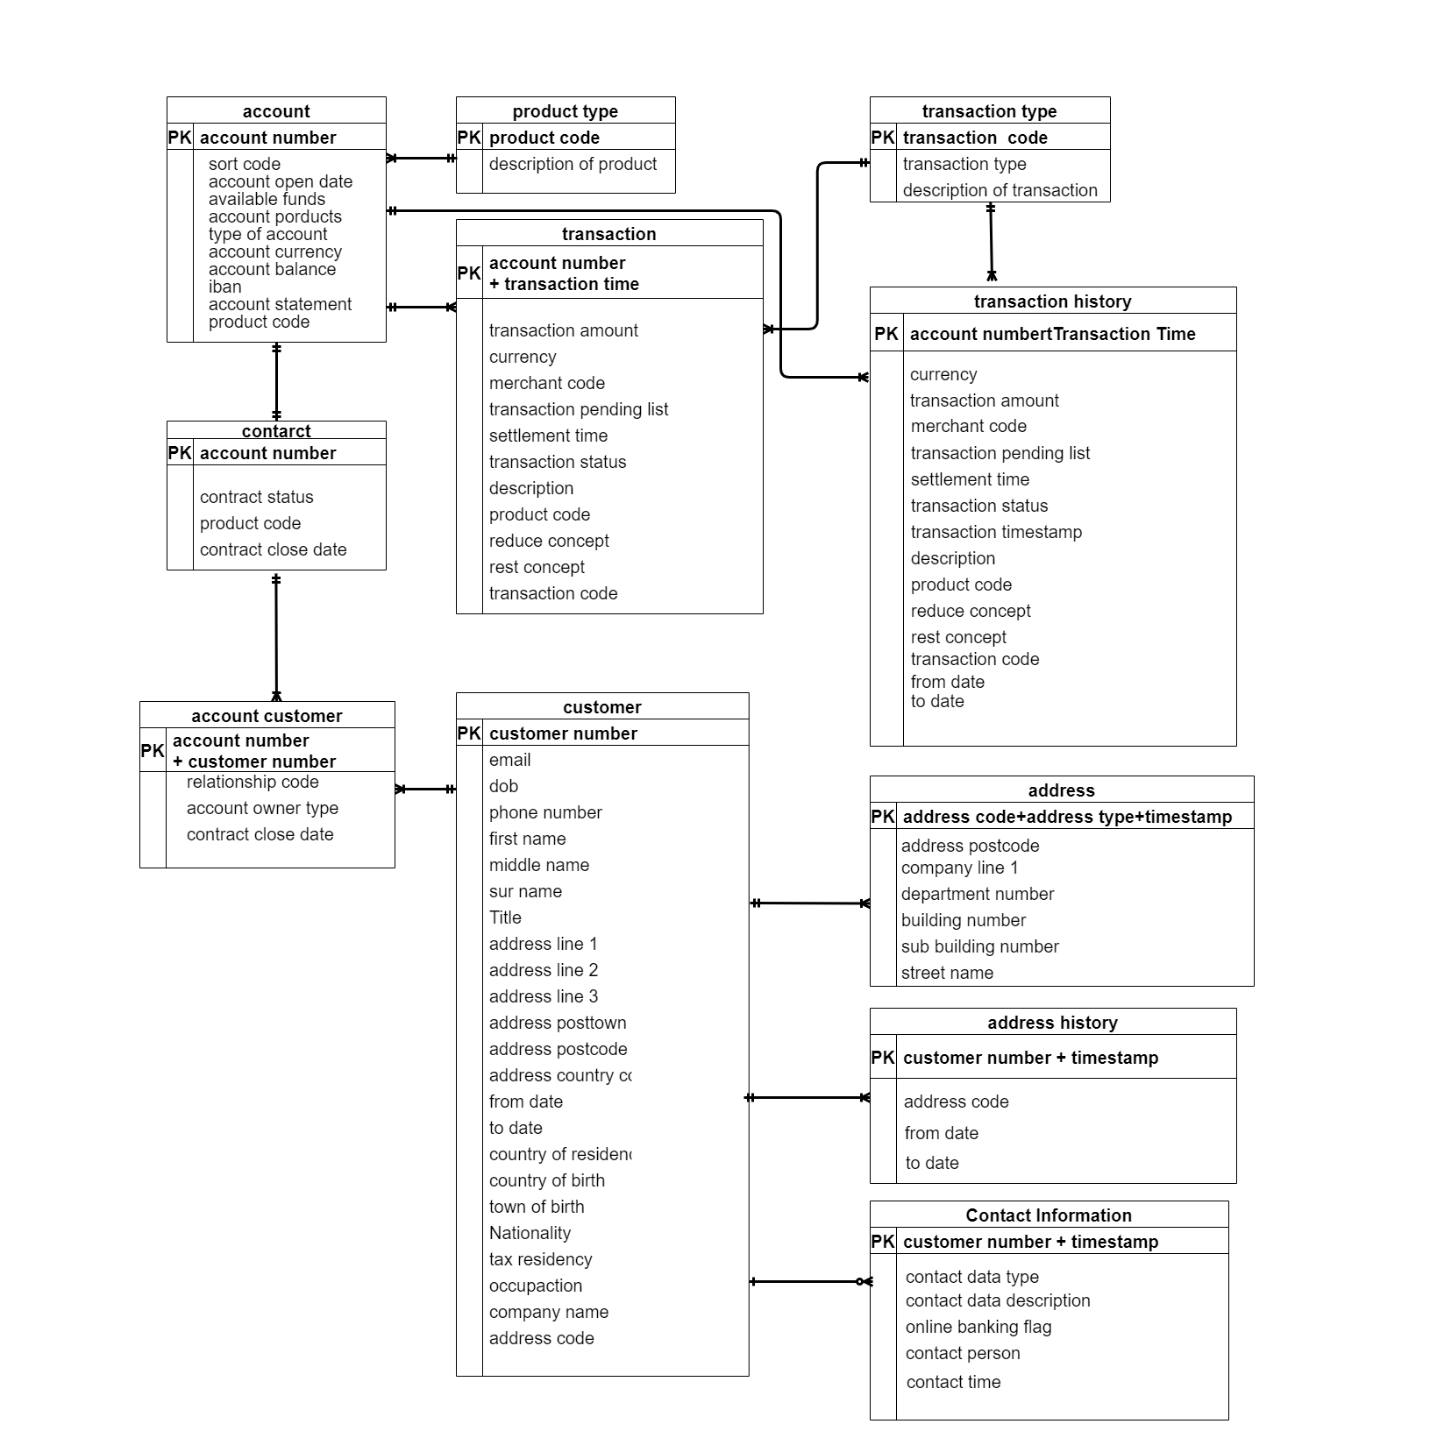 account
PK account number
sort code
account open date
available funds
account porducts
type of account
account currency
account balance
iban
account statement
product code
product type
PK product code
description of product
transaction type
PK transaction code
transaction type
description of transaction
transaction
PK account number
+ transaction time
transaction amount
currency
merchant code
transaction pending list
settlement time
transaction status
description
product code
reduce concept
rest concept
transaction code
transaction history
PK account numbertTransaction Time
currency
transaction amount
merchant code
transaction pending list
settlement time
transaction status
transaction timestamp
description
product code
reduce concept
rest concept
transaction code
from date
to date
contarct
PK account number
contract status
product code
contract close date
account customer
PK account number
+ customer number
relationship code
account owner type
contract close date
customer
PK customer number
email
dob
phone number
first name
middle name
sur name
Title
address line 1
address line 2
address line 3
address posttown
address postcode
address country
from date
to date
country of
country of birth
town of birth
Nationality
tax residency
occupaction
company name
address code
address
PK address code+address type+timestamp
address postcode
company line 1
department number
building number
sub building number
street name
address history
PK customer number + timestamp
address code
from date
to date
Contact Information
PK customer number + timestamp
contact data type
contact data description
online banking flag
contact person
contact time